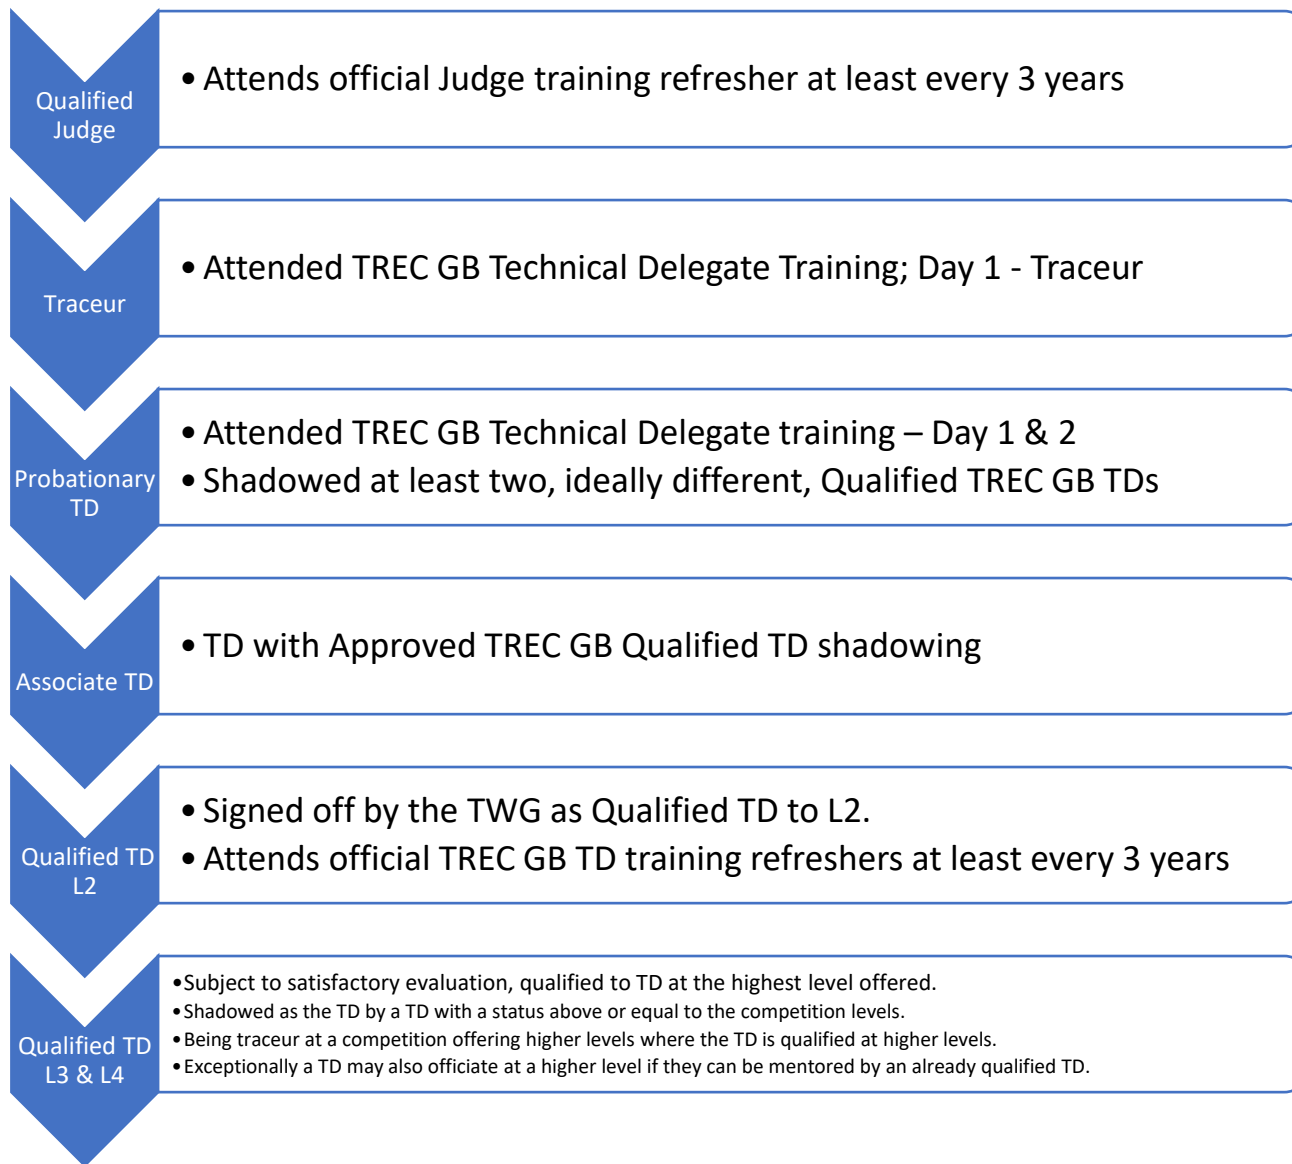 Qualified
Judge
• Attends official Judge training refresher at least every 3 years
Traceur
• Attended TREC GB Technical Delegate Training; Day 1 - Traceur
Probationary
TD
• Attended TREC GB Technical Delegate training – Day 1 & 2
• Shadowed at least two, ideally different, Qualified TREC GB TDs
Associate TD
• TD with Approved TREC GB Qualified TD shadowing
Qualified TD
L2
• Signed off by the TWG as Qualified TD to L2.
• Attends official TREC GB TD training refreshers at least every 3 years
Qualified TD
L3 & L4
• Subject to satisfactory evaluation, qualified to TD at the highest level offered.
• Shadowed as the TD by a TD with a status above or equal to the competition levels.
• Being traceur at a competition offering higher levels where the TD is qualified at higher levels.
• Exceptionally a TD may also officiate at a higher level if they can be mentored by an already qualified TD.